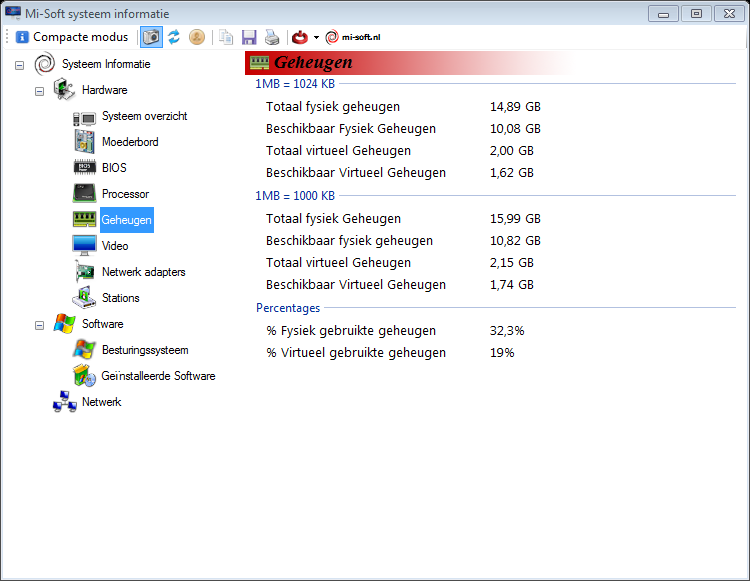 Mi-Soft systeem informatie
Compacte modus mi-soft.nl
Systeem Informatie
Hardware
Systeem overzicht
Moederbord
BIOS
BIOS
Processor
Geheugen
Video
Netwerk adapters
Stations
Software
Besturingssysteem
Geïnstalleerde Software
Netwerk
Geheugen
1MB = 1024 KB
Totaal fysiek geheugen 14,89 GB
Beschikbaar Fysiek Geheugen 10,08 GB
Totaal virtueel Geheugen 2,00 GB
Beschikbaar Virtueel Geheugen 1,62 GB
1MB = 1000 KB
Totaal fysiek Geheugen 15,99 GB
Beschikbaar fysiek geheugen 10,82 GB
Totaal virtueel Geheugen 2,15 GB
Beschikbaar Virtueel Geheugen 1,74 GB
Percentages
% Fysiek gebruikte geheugen 32,3%
% Virtueel gebruikte geheugen 19%